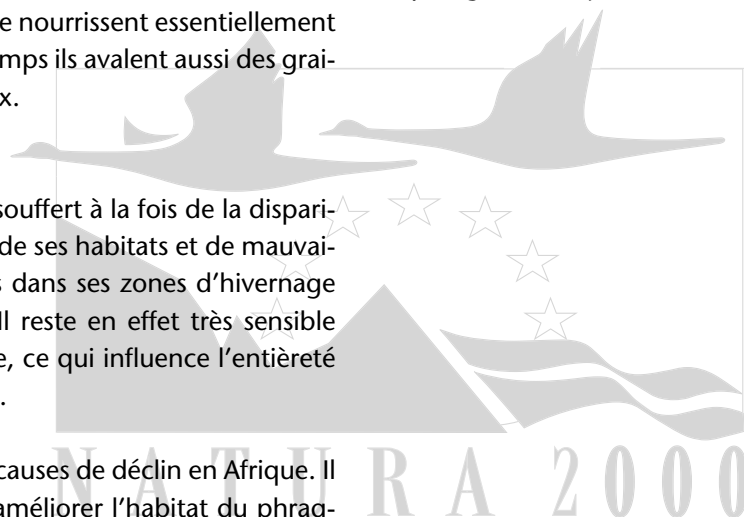 e nourrissent essentiellement
mps ils avalent aussi des grai-
x.
souffert à la fois de la dispari-
de ses habitats et de mauvai-
s dans ses zones d’hivernage
Il reste en effet très sensible
e, ce qui influence l’entièreté
.
causes de déclin en Afrique. Il
améliorer l’habitat du phrag-
NATURA 2000